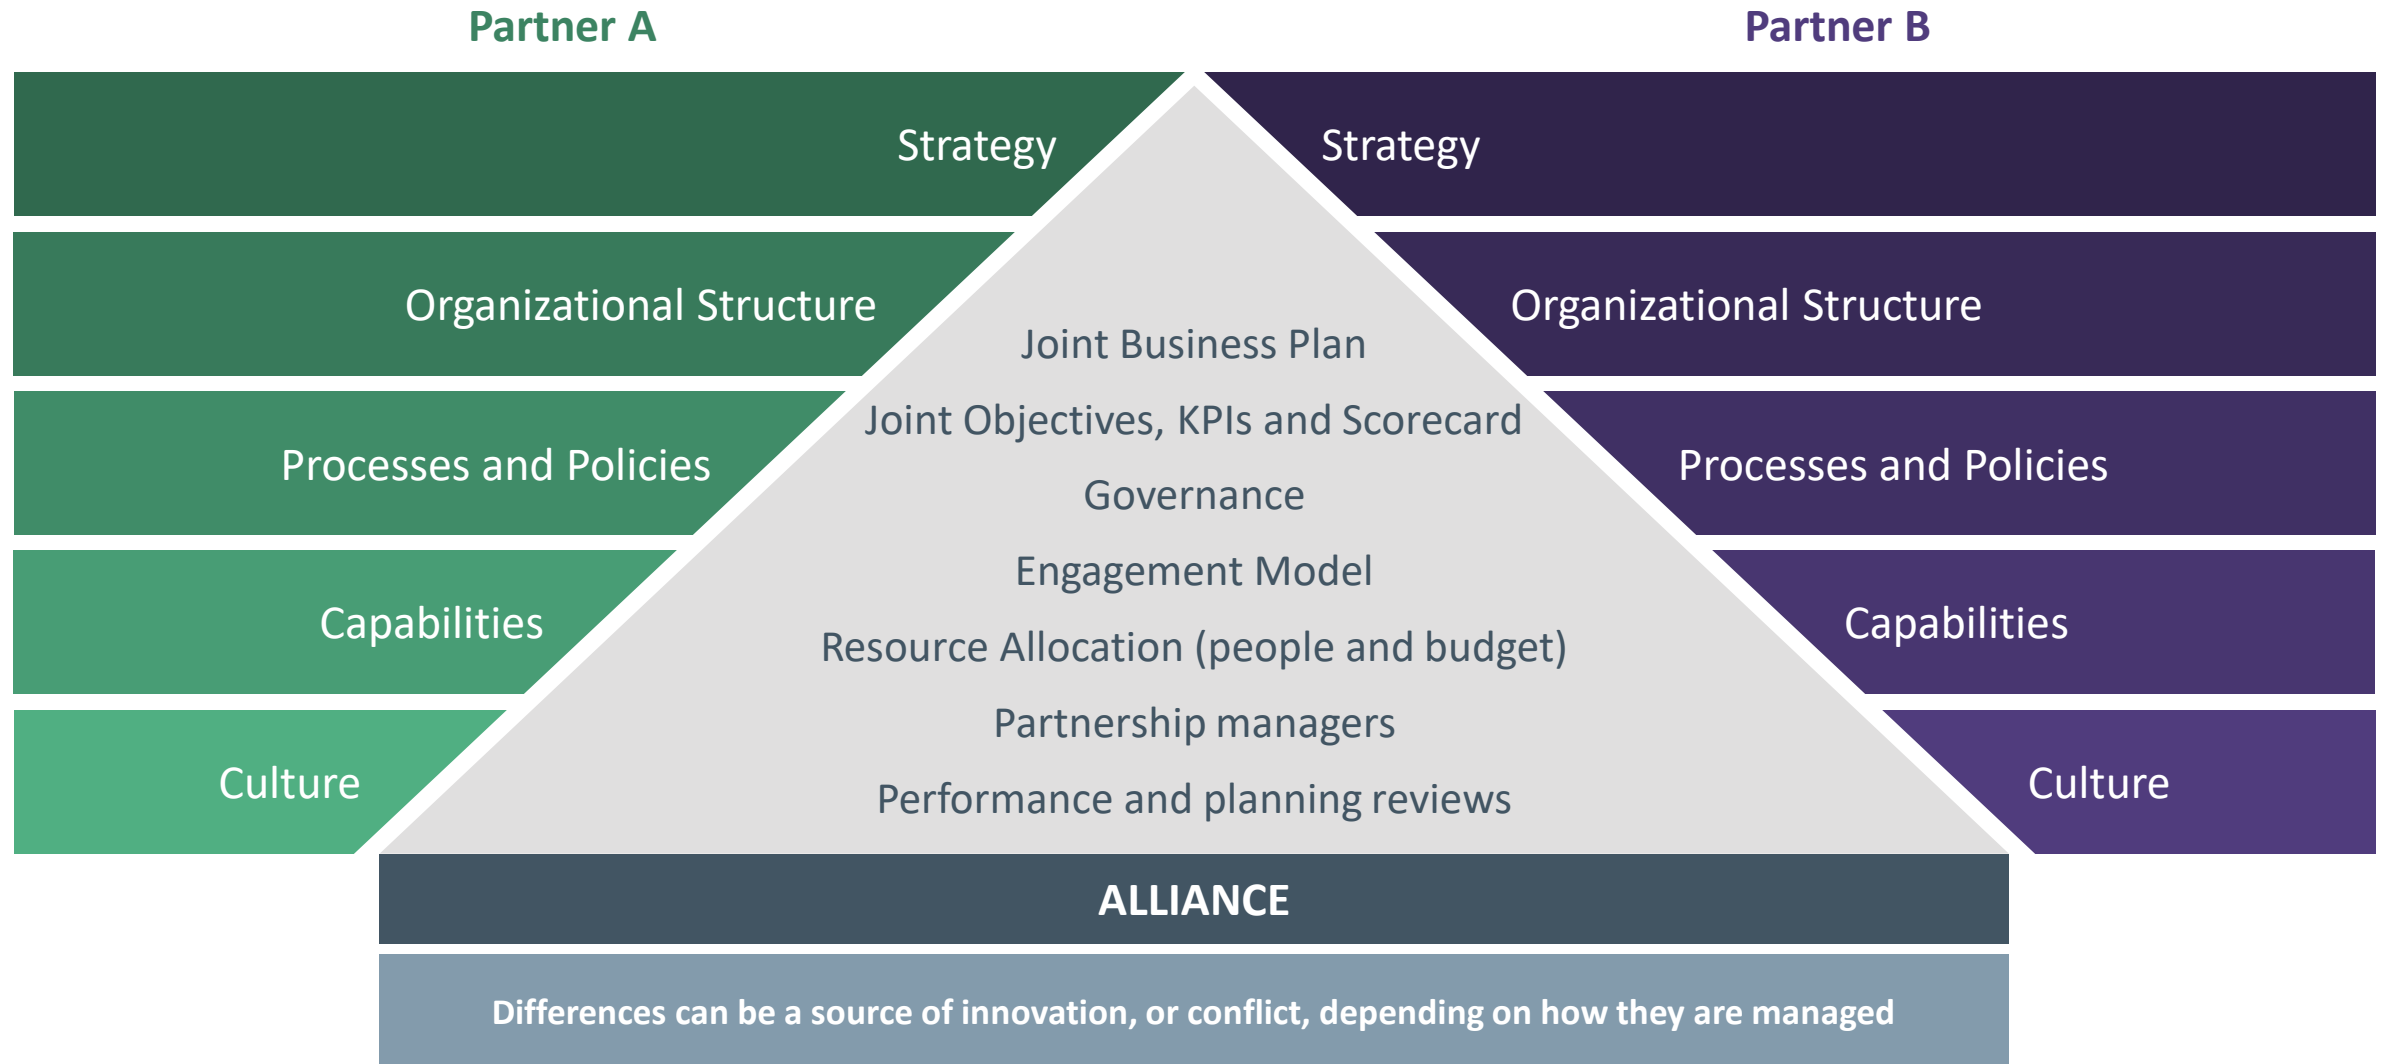 Partner A
Partner B
Strategy
Organizational Structure
Processes and Policies
Capabilities
Culture
Joint Business Plan
Joint Objectives, KPIs and Scorecard
Governance
Engagement Model
Resource Allocation (people and budget)
Partnership managers
Performance and planning reviews
Strategy
Organizational Structure
Processes and Policies
Capabilities
Culture
ALLIANCE
Differences can be a source of innovation, or conflict, depending on how they are managed